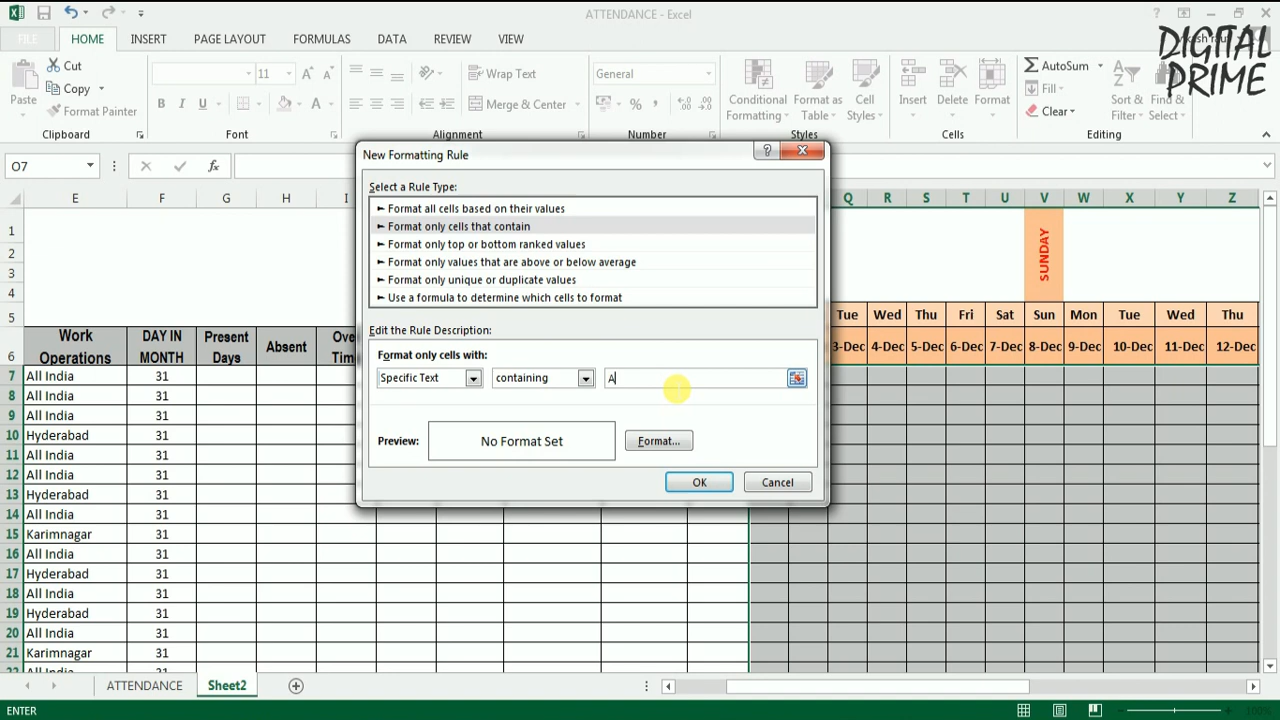 ATTENDANCE - Excel
FILE HOME INSERT PAGE LAYOUT FORMULAS DATA REVIEW VIEW
DIGITAL
PRIME
Paste
Cut
Copy
Format Painter
Clipboard
11
B I U
Font
Wrap Text
Merge & Center
Alignment
General
%
Number
Conditional
Formatting
Format as
Table
Cell
Styles
Styles
Insert
Delete
Format
Cells
AutoSum
Fill
Clear
Sort &
Filter
Find &
Select
Editing
O7
fx
New Formatting Rule
Select a Rule Type:
► Format all cells based on their values
► Format only cells that contain
► Format only top or bottom ranked values
► Format only values that are above or below average
► Format only unique or duplicate values
► Use a formula to determine which cells to format
Edit the Rule Description:
Format only cells with:
Specific Text containing A
Preview: No Format Set Format...
OK Cancel
E F G H I Q R S T U V W X Y Z
1
2
3
4
SUNDAY
5 Tue Wed Thu Fri Sat Sun Mon Tue Wed Thu
6 Work Operations DAY IN MONTH Present Days Absent 3-Dec 4-Dec 5-Dec 6-Dec 7-Dec 8-Dec 9-Dec 10-Dec 11-Dec 12-Dec
7 All India 31
8 All India 31
9 All India 31
10 Hyderabad 31
11 All India 31
12 All India 31
13 Hyderabad 31
14 All India 31
15 Karimnagar 31
16 All India 31
17 Hyderabad 31
18 All India 31
19 Hyderabad 31
20 All India 31
21 Karimnagar 31
All India 31
ATTENDANCE Sheet2
ENTER
100%